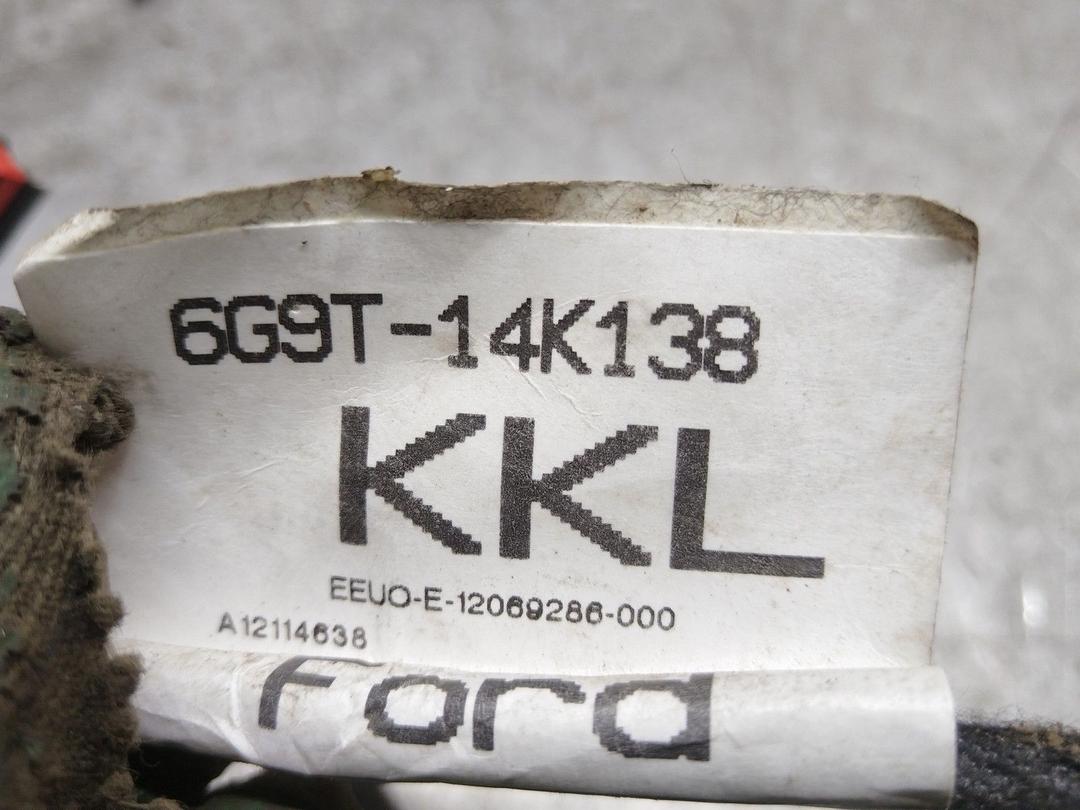 6G9T-14K138
KKL
EEUO-E-12069286-000
A12114638
Ford